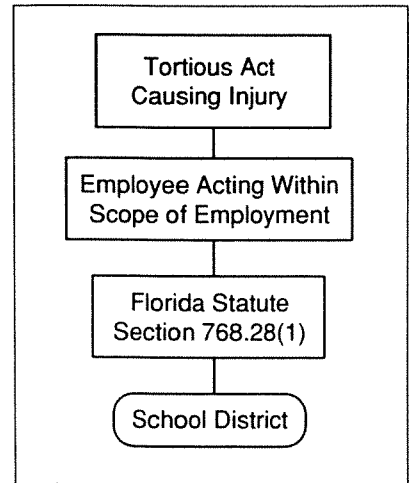 Tortious Act
Causing Injury
Employee Acting Within
Scope of Employment
Florida Statute
Section 768.28(1)
School District